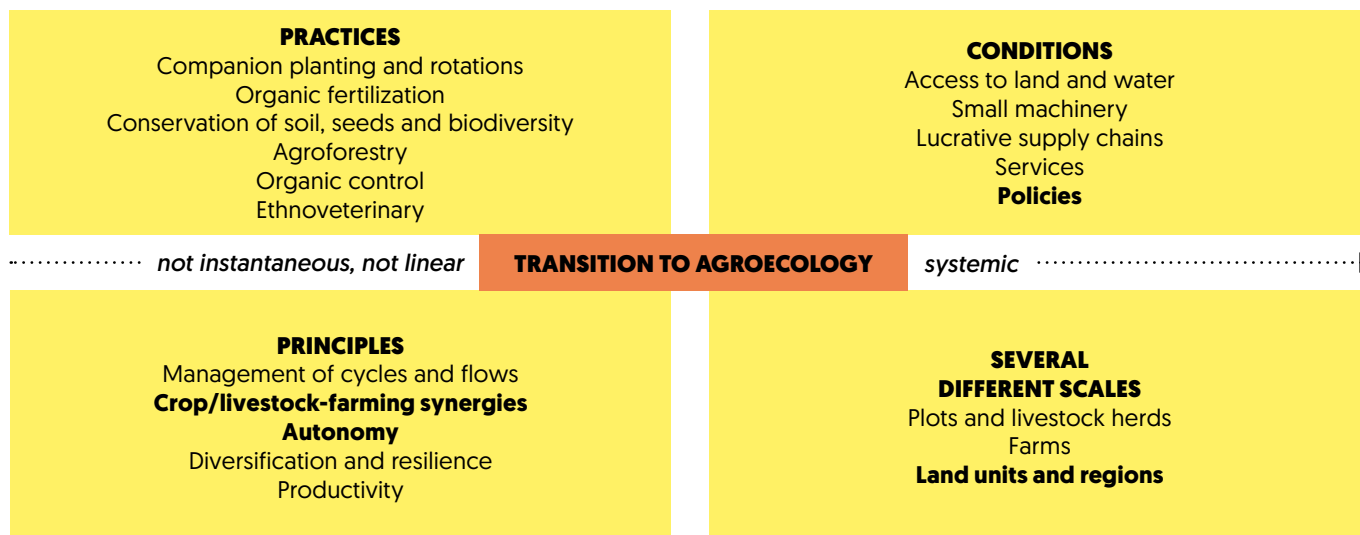 PRACTICES
Companion planting and rotations
Organic fertilization
Conservation of soil, seeds and biodiversity
Agroforestry
Organic control
Ethnoveterinary
CONDITIONS
Access to land and water
Small machinery
Lucrative supply chains
Services
Policies
not instantaneous, not linear
TRANSITION TO AGROECOLOGY
systemic
PRINCIPLES
Management of cycles and flows
Crop/livestock-farming synergies
Autonomy
Diversification and resilience
Productivity
SEVERAL
DIFFERENT SCALES
Plots and livestock herds
Farms
Land units and regions